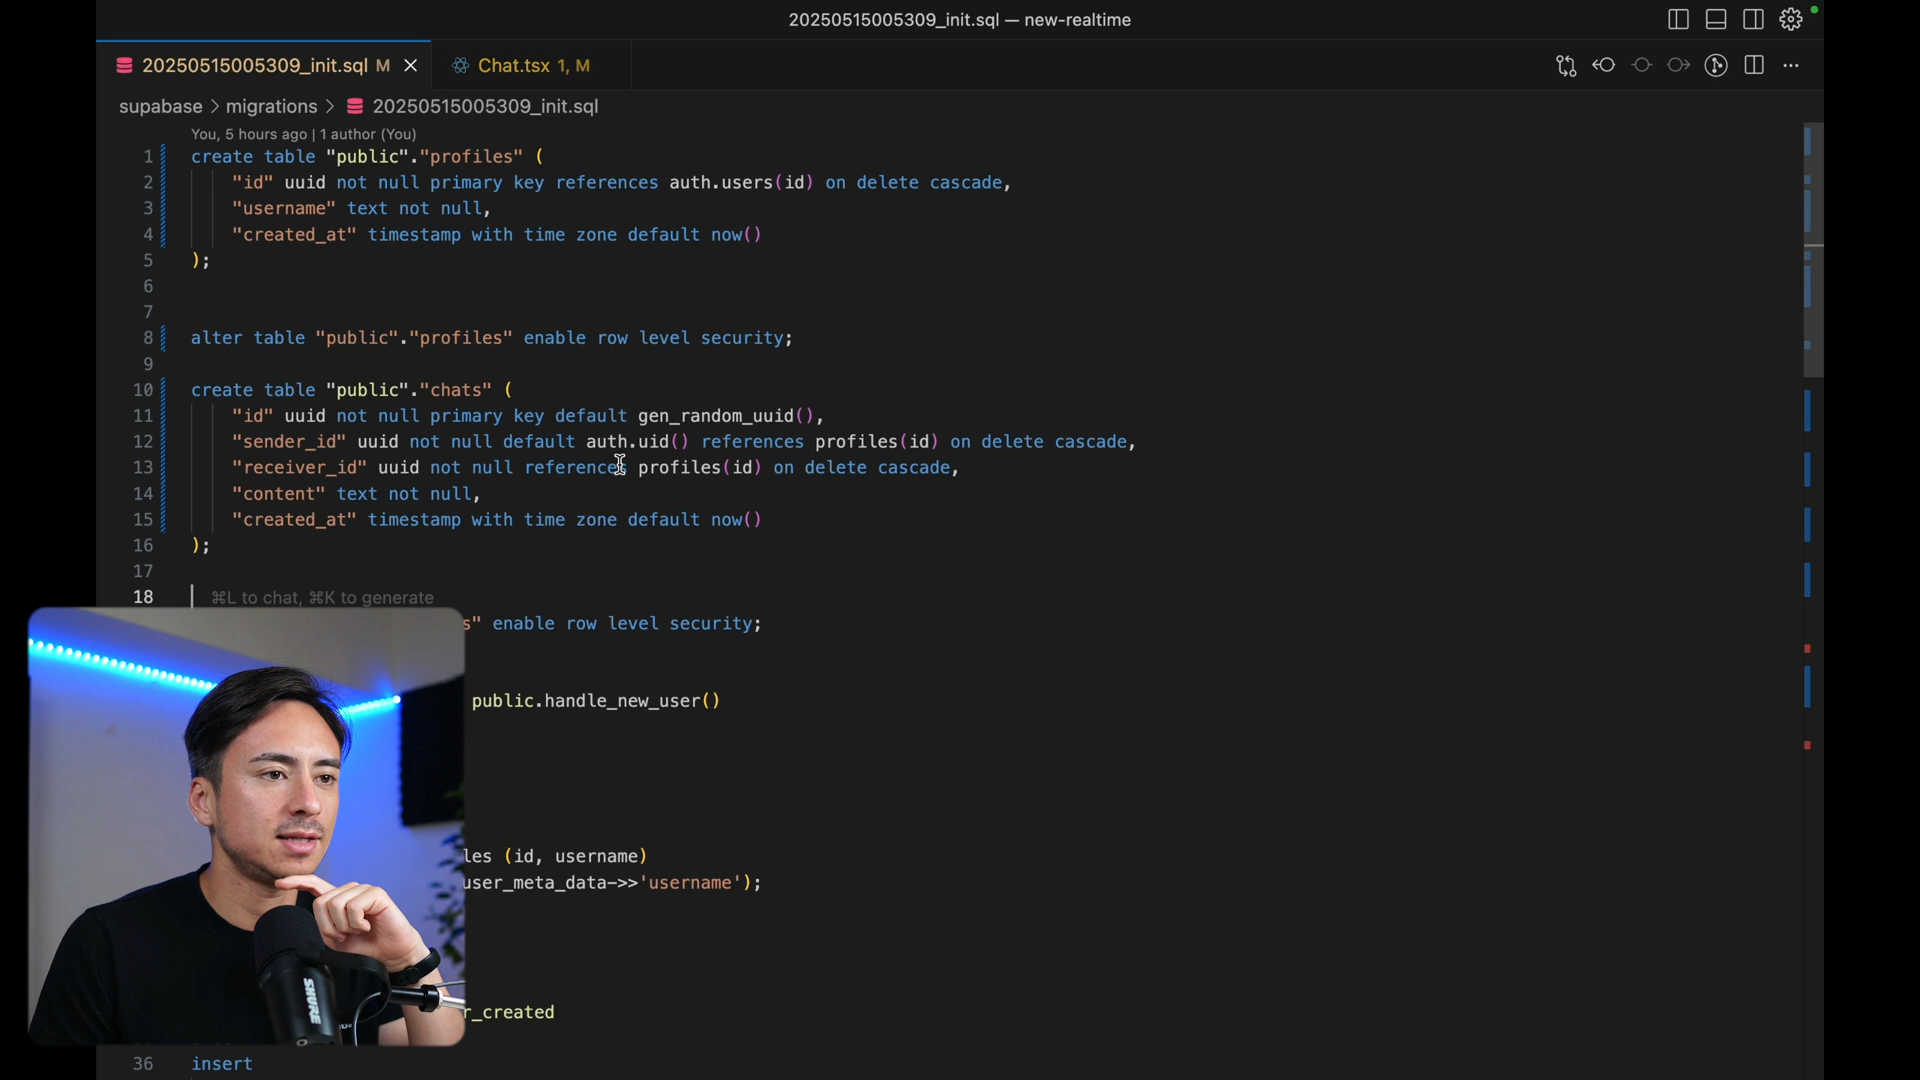 20250515005309_init.sql — new-realtime
20250515005309_init.sql M
Chat.tsx 1, M
supabase > migrations > 20250515005309_init.sql
You, 5 hours ago | 1 author (You)
1 create table "public"."profiles" (
2 "id" uuid not null primary key references auth.users(id) on delete cascade,
3 "username" text not null,
4 "created_at" timestamp with time zone default now()
5 );
6
7
8 alter table "public"."profiles" enable row level security;
9
10 create table "public"."chats" (
11 "id" uuid not null primary key default gen_random_uuid(),
12 "sender_id" uuid not null default auth.uid() references profiles(id) on delete cascade,
13 "receiver_id" uuid not null references profiles(id) on delete cascade,
14 "content" text not null,
15 "created_at" timestamp with time zone default now()
16 );
17
18 ⌘L to chat, ⌘K to generate
s" enable row level security;
public.handle_new_user()
les (id, username)
user_meta_data->>'username');
r_created
36 insert
SHURE